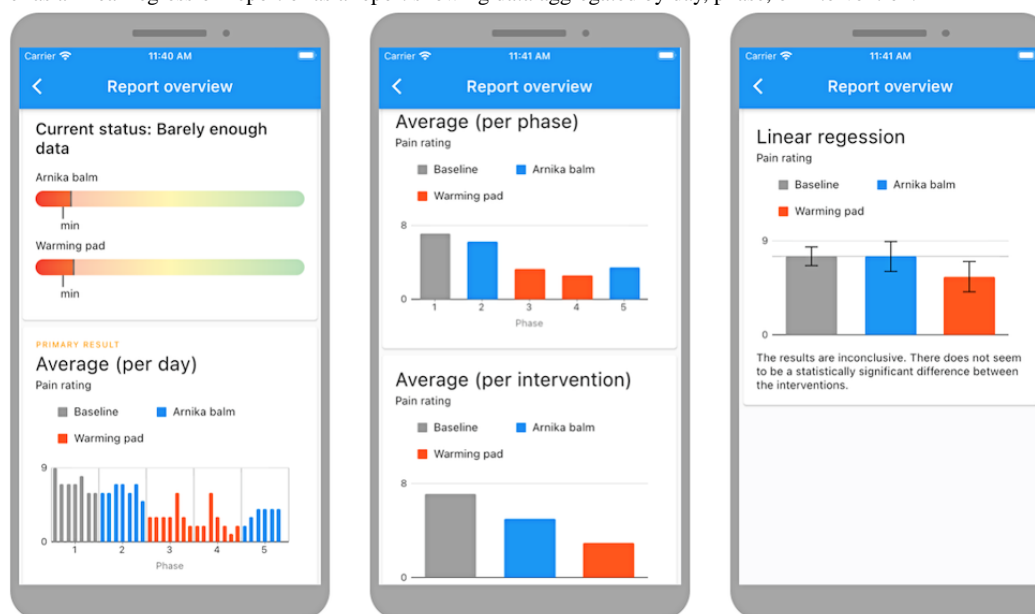 Carrier 11:40 AM
Report overview
Current status: Barely enough
data
Arnika balm
min
Warming pad
min
PRIMARY RESULT
Average (per day)
Pain rating
Baseline Arnika balm
Warming pad
9
0
1 2 3 4 5
Phase
Carrier 11:41 AM
Report overview
Average (per phase)
Pain rating
Baseline Arnika balm
Warming pad
8
0
1 2 3 4 5
Phase
Average (per intervention)
Pain rating
Baseline Arnika balm
Warming pad
8
0
Carrier 11:41 AM
Report overview
Linear regession
Pain rating
Baseline Arnika balm
Warming pad
9
0
The results are inconclusive. There does not seem
to be a statistically significant difference between
the interventions.